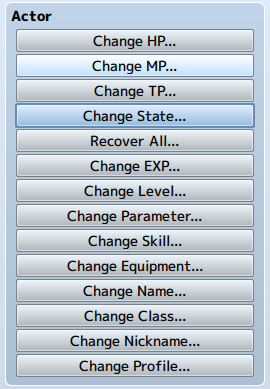 Actor
Change HP...
Change MP...
Change TP...
Change State...
Recover All...
Change EXP...
Change Level...
Change Parameter...
Change Skill...
Change Equipment...
Change Name...
Change Class...
Change Nickname...
Change Profile...